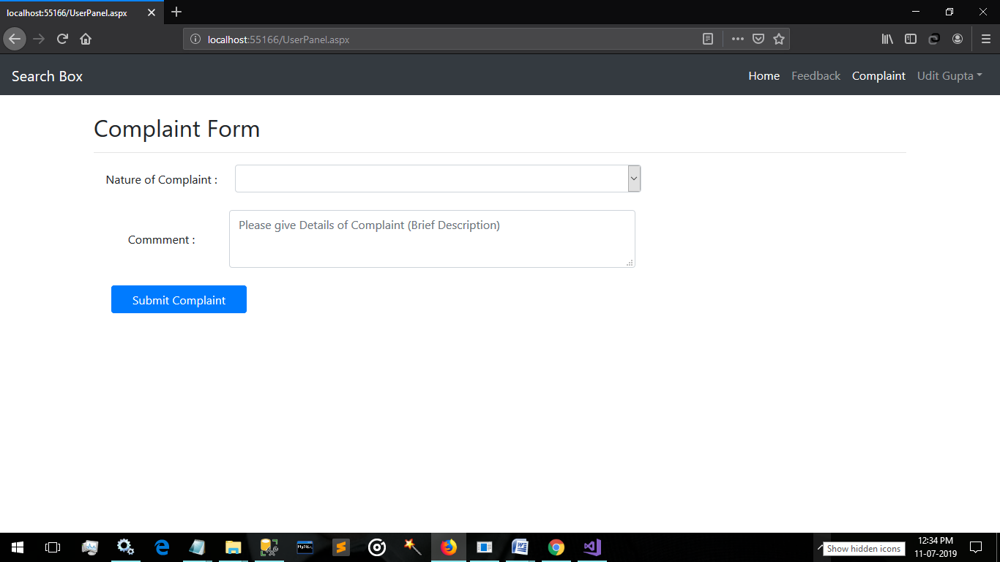 localhost:55166/UserPanel.aspx
localhost:55166/UserPanel.aspx
Search Box
Home Feedback Complaint Udit Gupta
Complaint Form
Nature of Complaint :
Please give Details of Complaint (Brief Description)
Commment :
Submit Complaint
MySQL
12:34 PM
Show hidden icons
11-07-2019